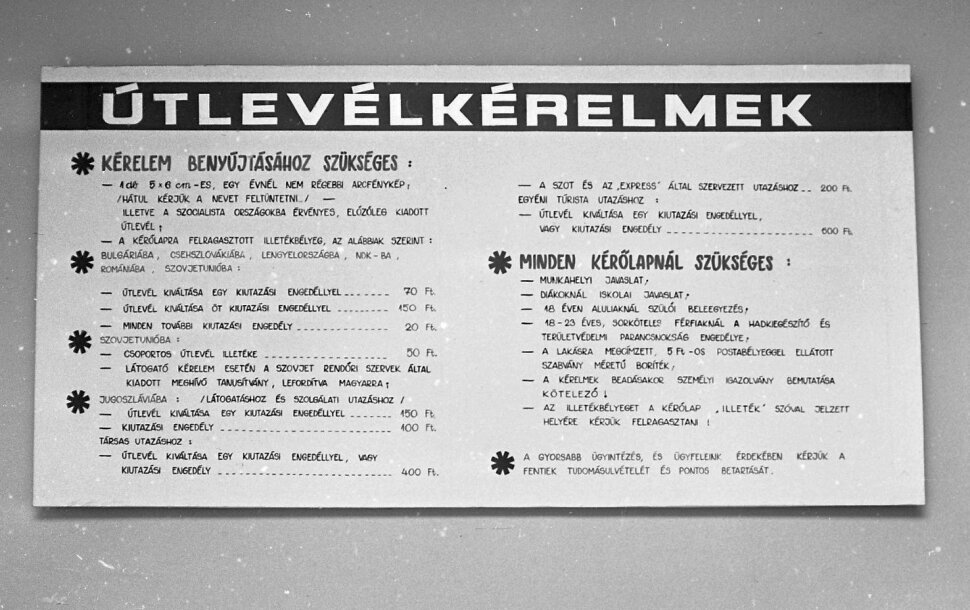 ÚTLEVÉLKÉRELMEK
✱ KÉRELEM BENYÚJTÁSÁHOZ SZÜKSÉGES :
— 1 db 5×6 cm-ES, EGY ÉVNÉL NEM RÉGEBBI ARCFÉNYKÉP,
/HÁTUL KÉRJÜK A NEVET FELTÜNTETNI../ —
ILLETVE A SZOCIALISTA ORSZÁGOKBA ÉRVÉNYES, ELŐZŐLEG KIADOTT
ÚTLEVÉL ;
— A KÉRŐLAPRA FELRAGASZTOTT ILLETÉKBÉLYEG, AZ ALÁBBIAK SZERINT :
✱ BULGÁRIÁBA, CSEHSZLOVÁKIÁBA, LENGYELORSZÁGBA, NDK-BA,
ROMÁNIÁBA, SZOVJETUNIÓBA :
— ÚTLEVÉL KIVÁLTÁSA EGY KIUTAZÁSI ENGEDÉLLYEL ........ 70 Ft.
— ÚTLEVÉL KIVÁLTÁSA ÖT KIUTAZÁSI ENGEDÉLLYEL ........ 150 Ft.
— MINDEN TOVÁBBI KIUTAZÁSI ENGEDÉLY ........ 20 Ft.
✱ SZOVJETUNIÓBA :
— CSOPORTOS ÚTLEVÉL ILLETÉKE ........ 50 Ft.
— LÁTOGATÓ KÉRELEM ESETÉN A SZOVJET RENDŐRI SZERVEK ÁLTAL
KIADOTT MEGHÍVÓ TANUSÍTVÁNY, LEFORDÍTVA MAGYARRA ;
✱ JUGOSZLÁVIÁBA : /LÁTOGATÁSHOZ ÉS SZOLGÁLATI UTAZÁSHOZ /
— ÚTLEVÉL KIVÁLTÁSA EGY KIUTAZÁSI ENGEDÉLLYEL ........ 150 Ft.
— KIUTAZÁSI ENGEDÉLY ........ 100 Ft.
TÁRSAS UTAZÁSHOZ :
— ÚTLEVÉL KIVÁLTÁSA EGY KIUTAZÁSI ENGEDÉLLYEL, VAGY
KIUTAZÁSI ENGEDÉLY ........ 400 Ft.
— A SZOT ÉS AZ „EXPRESS" ÁLTAL SZERVEZETT UTAZÁSHOZ ... 200 Ft.
EGYÉNI TÚRISTA UTAZÁSHOZ :
— ÚTLEVÉL KIVÁLTÁSA EGY KIUTAZÁSI ENGEDÉLLYEL,
VAGY KIUTAZÁSI ENGEDÉLY ........ 600 Ft.
✱ MINDEN KÉRŐLAPNÁL SZÜKSÉGES :
— MUNKAHELYI JAVASLAT;
— DIÁKOKNÁL ISKOLAI JAVASLAT;
— 18 ÉVEN ALULIAKNÁL SZÜLŐI BELEEGYEZÉS;
— 18-23 ÉVES, SORKÖTELES FÉRFIAKNÁL A HADKIEGÉSZÍTŐ ÉS
TERÜLETVÉDELMI PARANCSNOKSÁG ENGEDÉLYE;
— A LAKÁSRA MEGCÍMZETT, 5 Ft-OS POSTABÉLYEGGEL ELLÁTOTT
SZABVÁNY MÉRETŰ BORÍTÉK;
— A KÉRELMEK BEADÁSAKOR SZEMÉLYI IGAZOLVÁNY BEMUTATÁSA
KÖTELEZŐ !
— AZ ILLETÉKBÉLYEGET A KÉRŐLAP „ILLETÉK" SZÓVAL JELZETT
HELYÉRE KÉRJÜK FELRAGASZTANI !
✱ A GYORSABB ÜGYINTÉZÉS, ÉS ÜGYFELEINK ÉRDEKÉBEN KÉRJÜK A
FENTIEK TUDOMÁSULVÉTELÉT ÉS PONTOS BETARTÁSÁT.